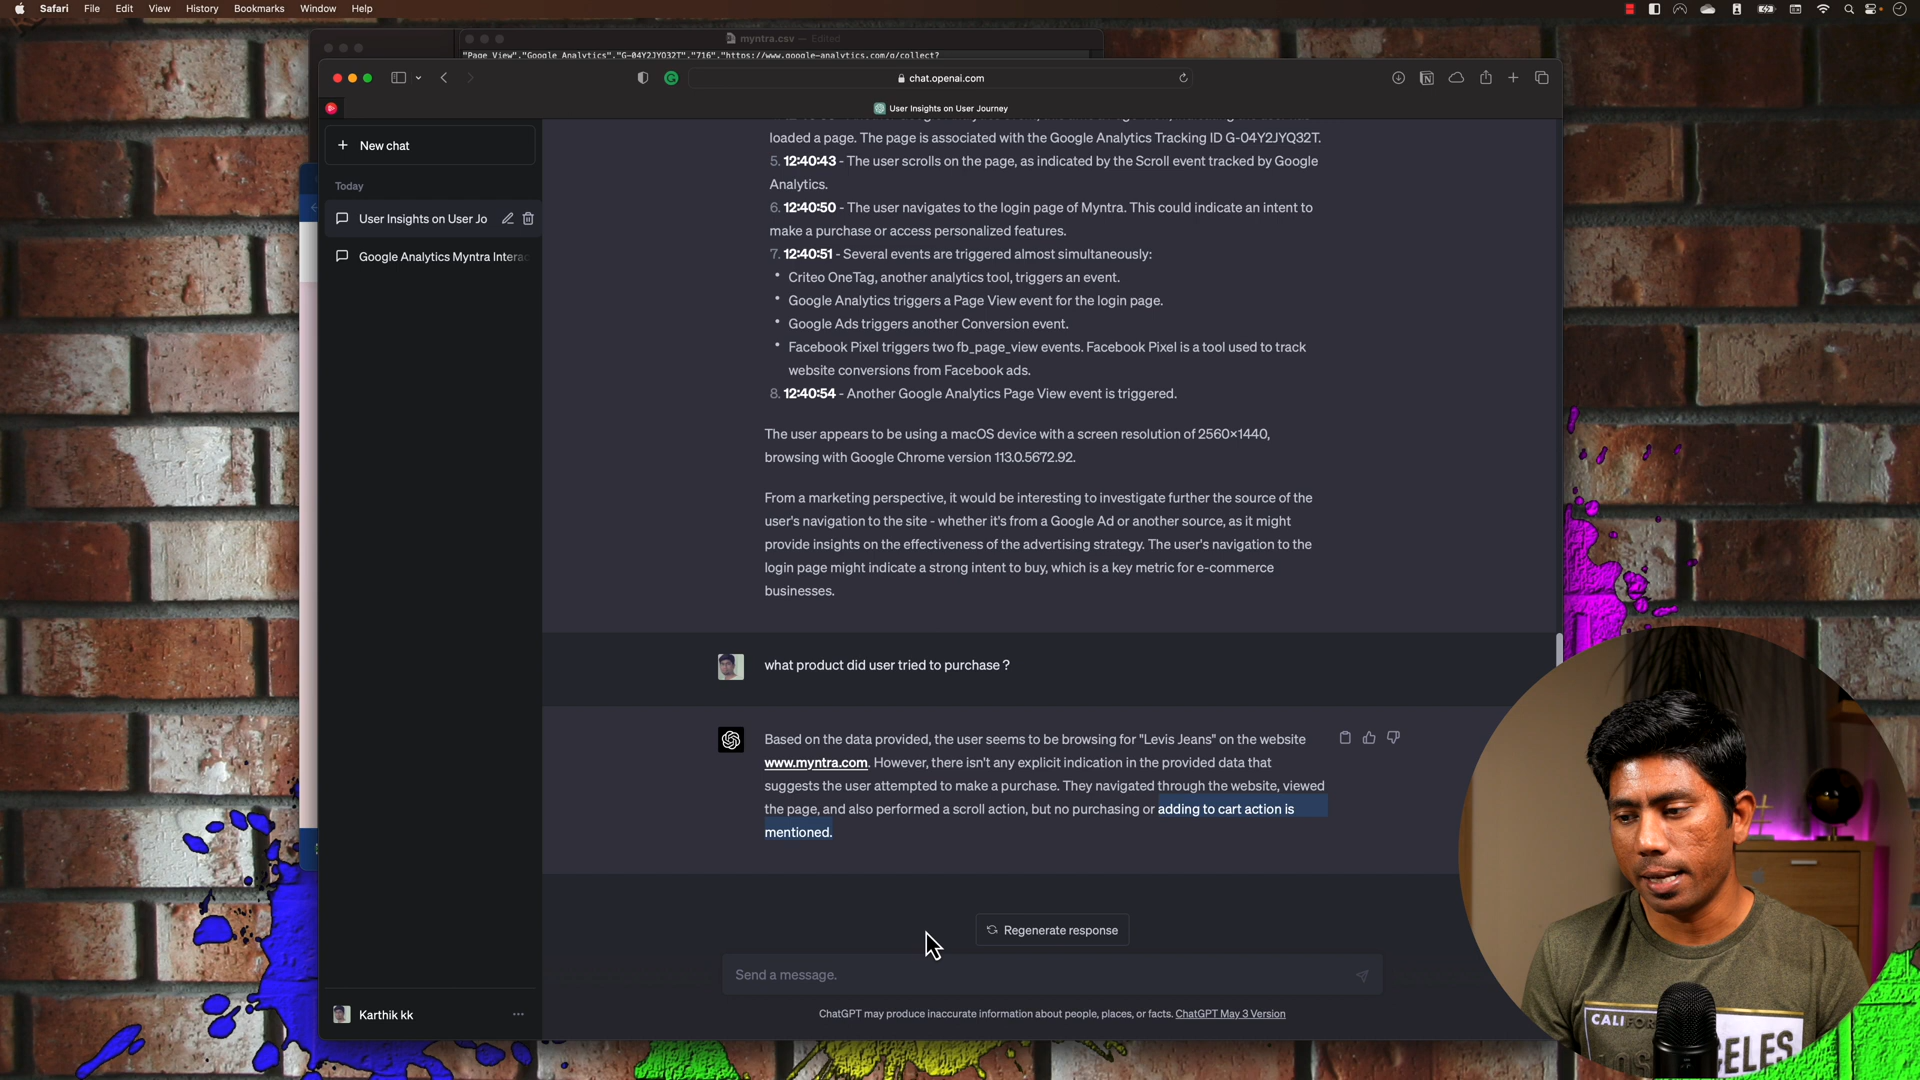 Safari File Edit View History Bookmarks Window Help
myntra.csv — Edited
"Page View","Google Analytics","G-04Y2JYQ32T","716","https://www.google-analytics.com/g/collect?
chat.openai.com
User Insights on User Journey
New chat
Today
User Insights on User Jo
Google Analytics Myntra Interac
loaded a page. The page is associated with the Google Analytics Tracking ID G-04Y2JYQ32T.
5. 12:40:43 - The user scrolls on the page, as indicated by the Scroll event tracked by Google
Analytics.
6. 12:40:50 - The user navigates to the login page of Myntra. This could indicate an intent to
make a purchase or access personalized features.
7. 12:40:51 - Several events are triggered almost simultaneously:
• Criteo OneTag, another analytics tool, triggers an event.
• Google Analytics triggers a Page View event for the login page.
• Google Ads triggers another Conversion event.
• Facebook Pixel triggers two fb_page_view events. Facebook Pixel is a tool used to track
website conversions from Facebook ads.
8. 12:40:54 - Another Google Analytics Page View event is triggered.
The user appears to be using a macOS device with a screen resolution of 2560×1440,
browsing with Google Chrome version 113.0.5672.92.
From a marketing perspective, it would be interesting to investigate further the source of the
user's navigation to the site - whether it's from a Google Ad or another source, as it might
provide insights on the effectiveness of the advertising strategy. The user's navigation to the
login page might indicate a strong intent to buy, which is a key metric for e-commerce
businesses.
what product did user tried to purchase ?
Based on the data provided, the user seems to be browsing for "Levis Jeans" on the website
www.myntra.com. However, there isn't any explicit indication in the provided data that
suggests the user attempted to make a purchase. They navigated through the website, viewed
the page, and also performed a scroll action, but no purchasing or adding to cart action is
mentioned.
Regenerate response
Send a message.
ChatGPT may produce inaccurate information about people, places, or facts. ChatGPT May 3 Version
Karthik kk